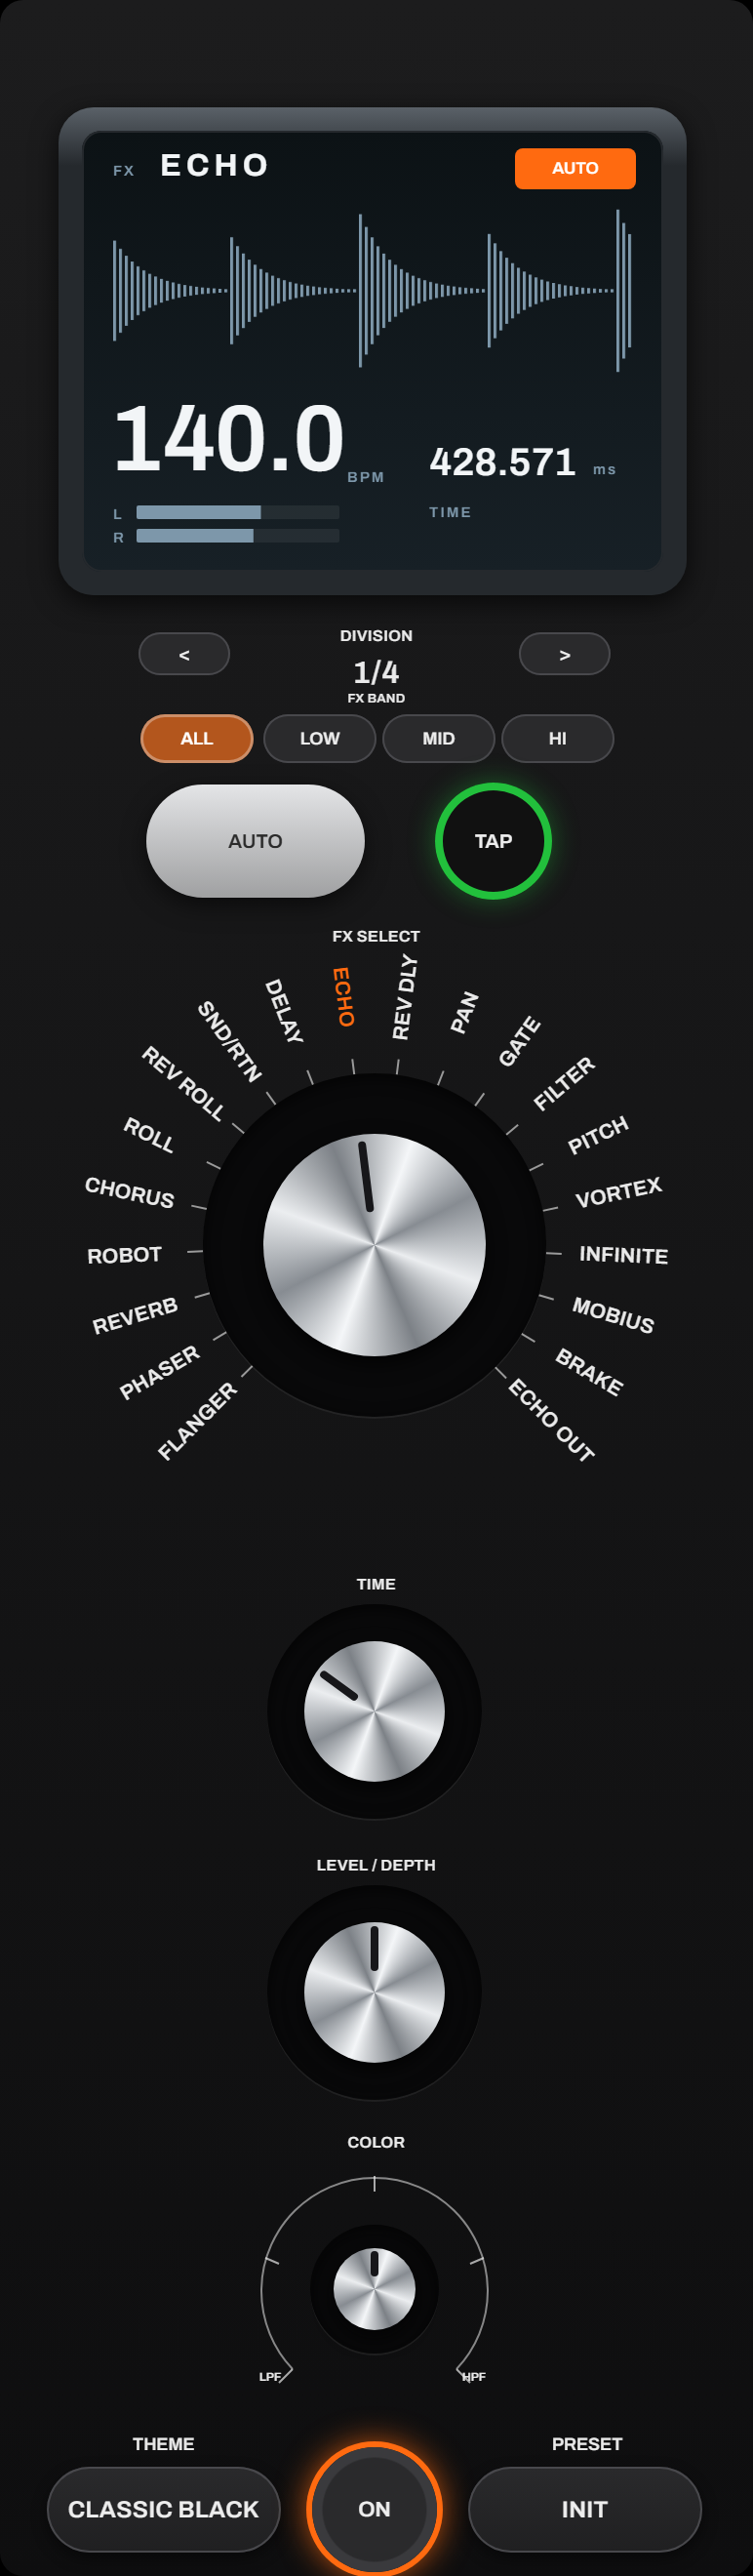 FX ECHO AUTO
140.0 BPM 428.571 ms
L TIME
R
< DIVISION >
1/4
FX BAND
ALL LOW MID HI
AUTO TAP
FX SELECT
FLANGER
PHASER
REVERB
ROBOT
CHORUS
ROLL
REV ROLL
SND/RTN
DELAY
ECHO
REV DLY
PAN
GATE
FILTER
PITCH
VORTEX
INFINITE
MOBIUS
BRAKE
ECHO OUT
TIME
LEVEL / DEPTH
COLOR
LPF HPF
THEME PRESET
CLASSIC BLACK ON INIT